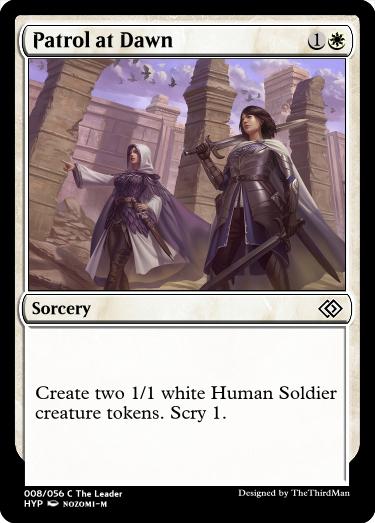 Patrol at Dawn 1
Sorcery
Create two 1/1 white Human Soldier
creature tokens. Scry 1.
008/056 C The Leader
HYP NOZOMI-M
Designed by TheThirdMan